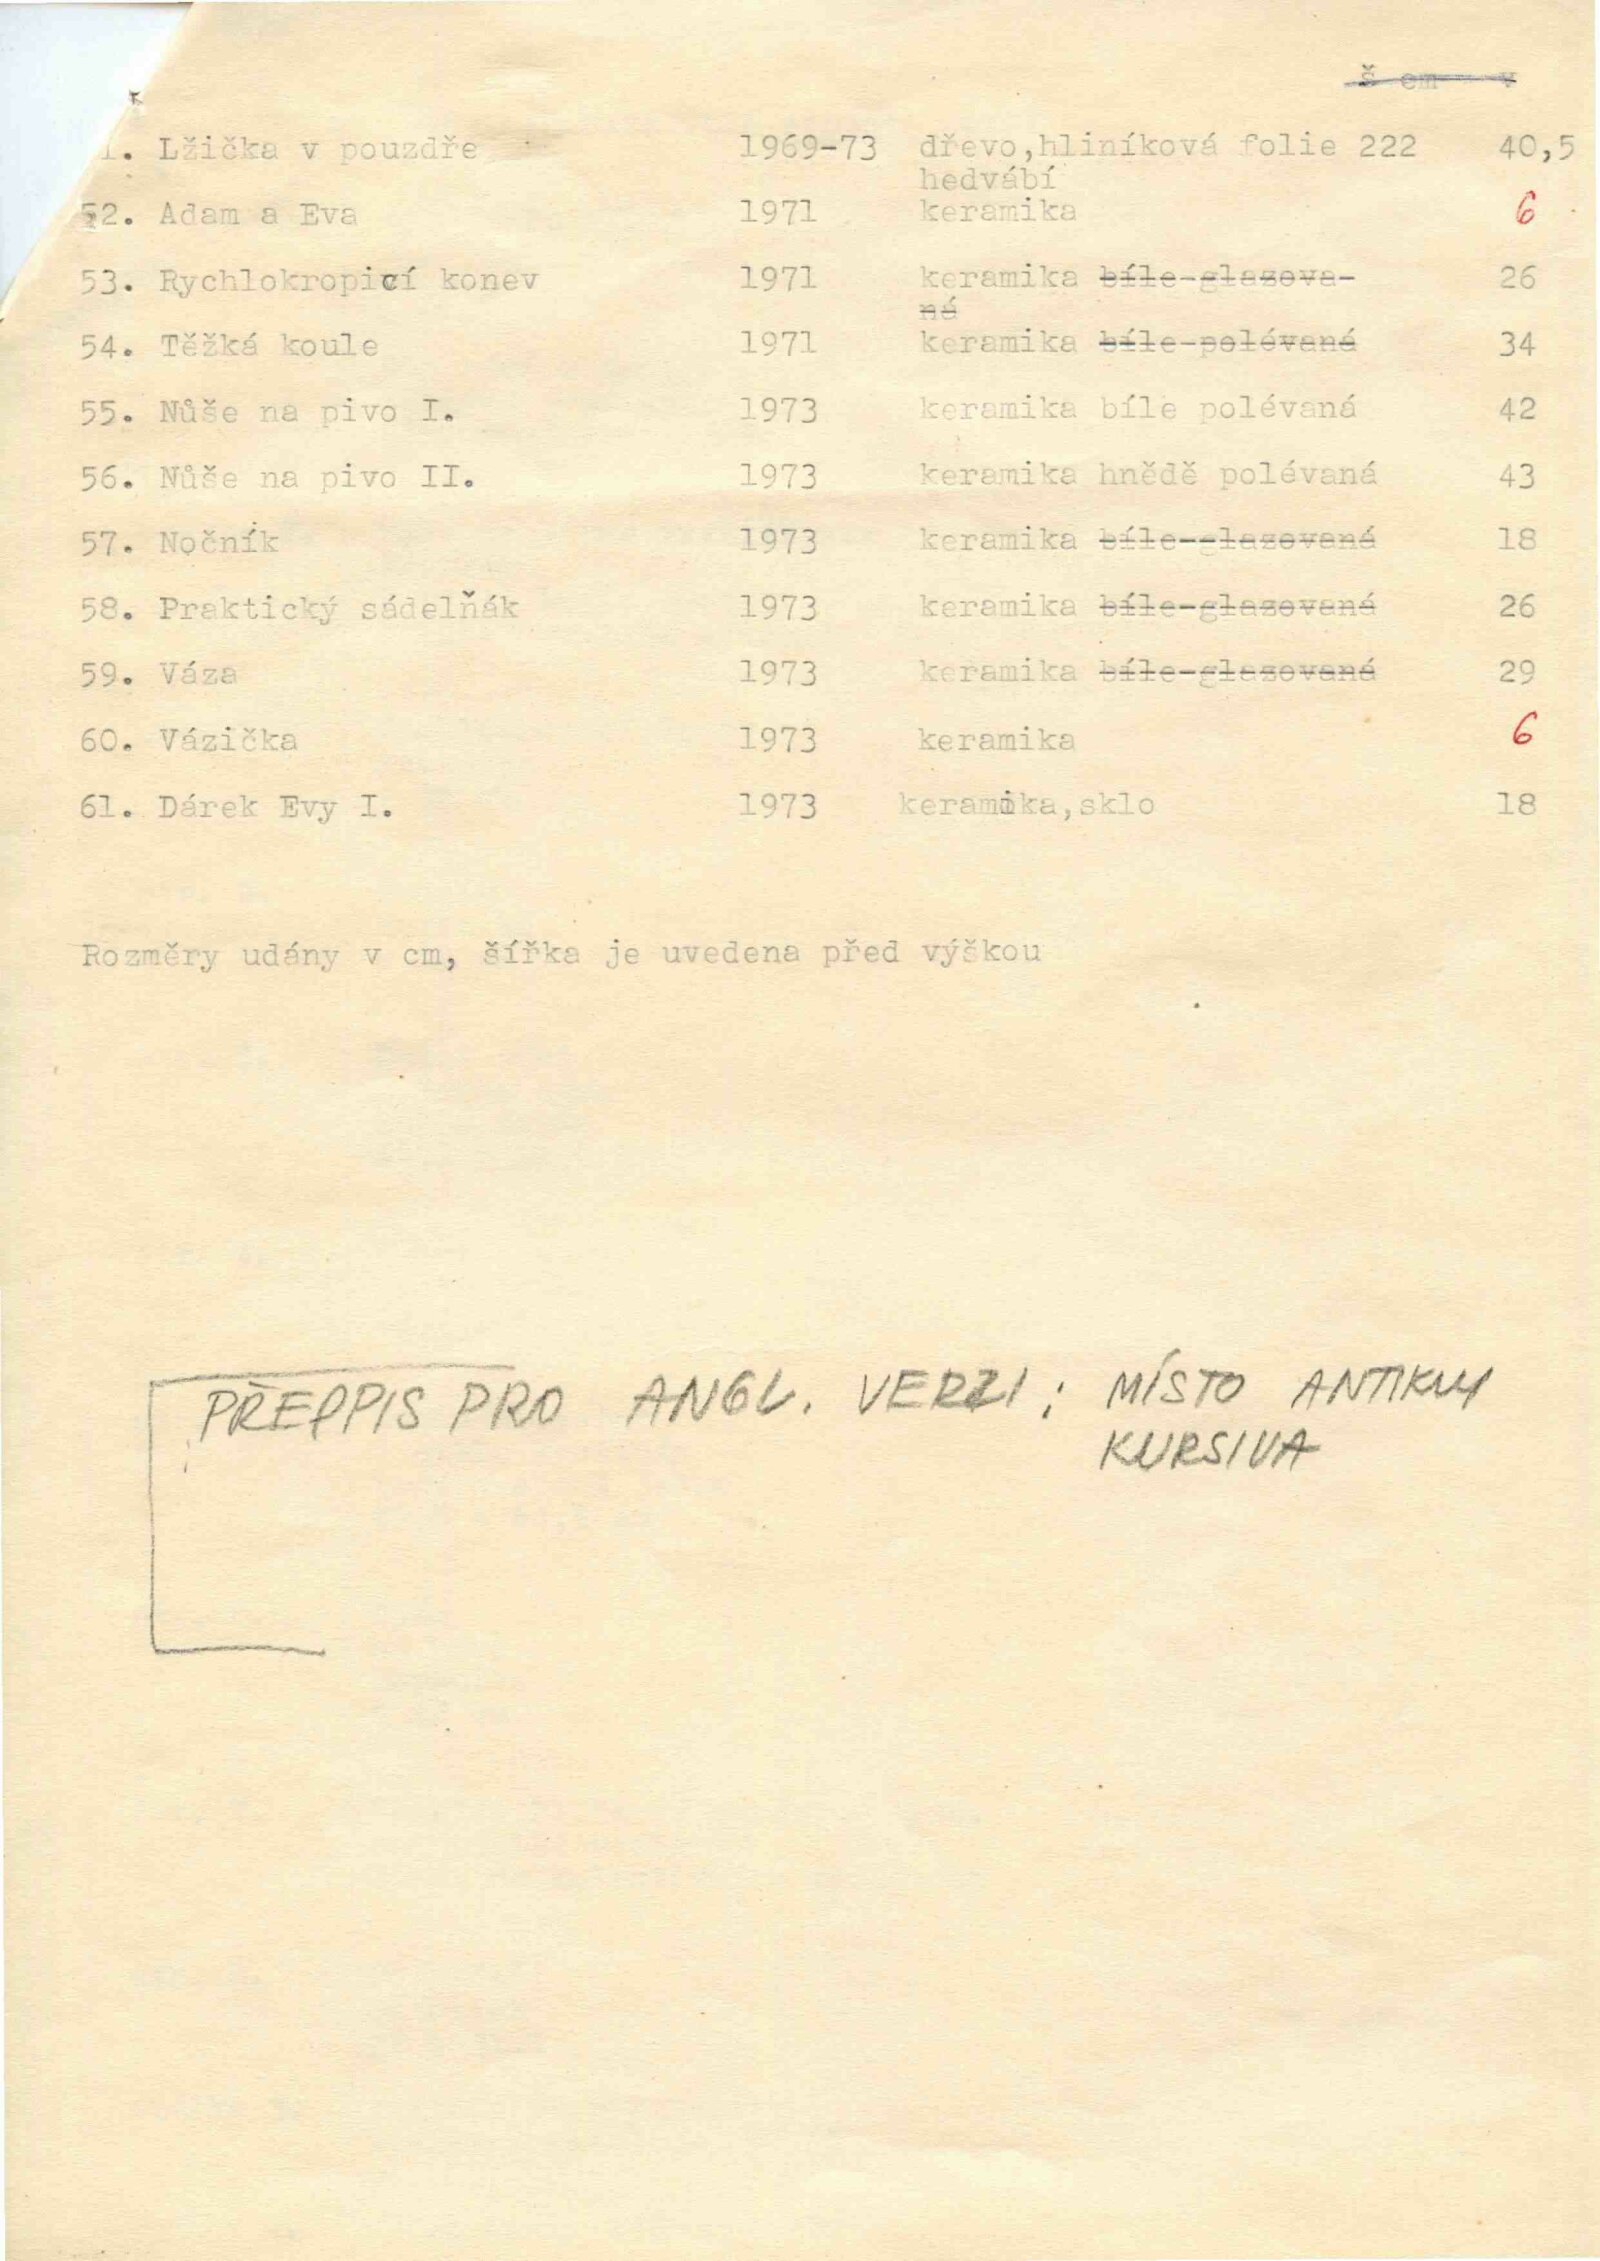 š cm v
1. Lžička v pouzdře 1969-73 dřevo,hliníková folie 222 40,5
hedvábí
52. Adam a Eva 1971 keramika 6
53. Rychlokropicí konev 1971 keramika bíle glazova-
ná 26
54. Těžká koule 1971 keramika bíle polévaná 34
55. Nůše na pivo I. 1973 keramika bíle polévaná 42
56. Nůše na pivo II. 1973 keramika hnědě polévaná 43
57. Nočník 1973 keramika bíle glazovaná 18
58. Praktický sádelňák 1973 keramika bíle glazovaná 26
59. Váza 1973 keramika bíle glazovaná 29
60. Vázička 1973 keramika 6
61. Dárek Evy I. 1973 keramika,sklo 18
Rozměry udány v cm, šířka je uvedena před výškou
PŘEPPIS PRO ANGL. VERZI: MÍSTO ANTIKVY
KURSIVA